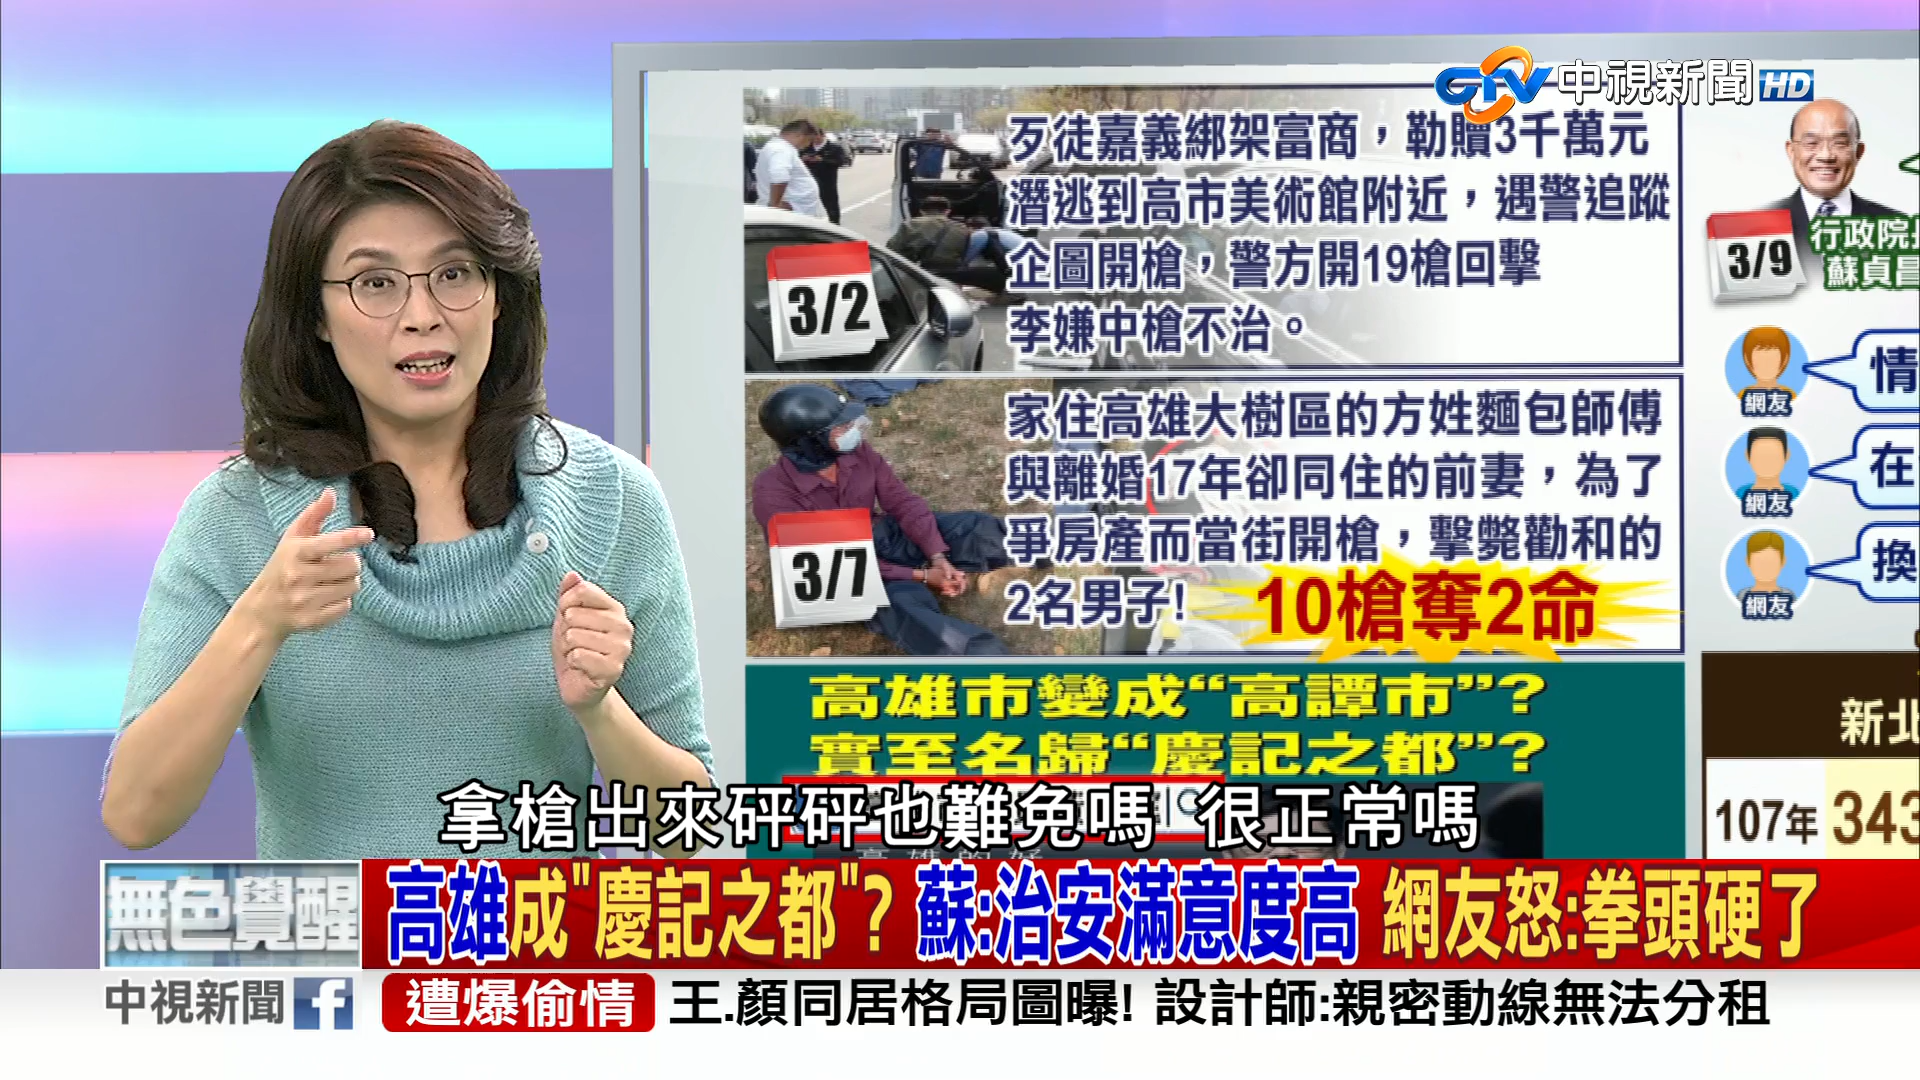 CTV中視新聞HD
歹徒嘉義綁架富商，勒贖3千萬元
潛逃到高市美術館附近，遇警追蹤
企圖開槍，警方開19槍回擊
李嫌中槍不治。
3/2
家住高雄大樹區的方姓麵包師傅
與離婚17年卻同住的前妻，為了
爭房產而當街開槍，擊斃勸和的
2名男子!
10槍奪2命
3/7
高雄市變成“高譚市”?
實至名歸“慶記之都”?
3/9
行政院長
蘇貞昌
網友
情
網友
在
網友
換
新北
107年 343
拿槍出來砰砰也難免嗎 很正常嗎
無色覺醒
高雄成"慶記之都"? 蘇:治安滿意度高 網友怒:拳頭硬了
中視新聞 f
遭爆偷情 王.顏同居格局圖曝! 設計師:親密動線無法分租